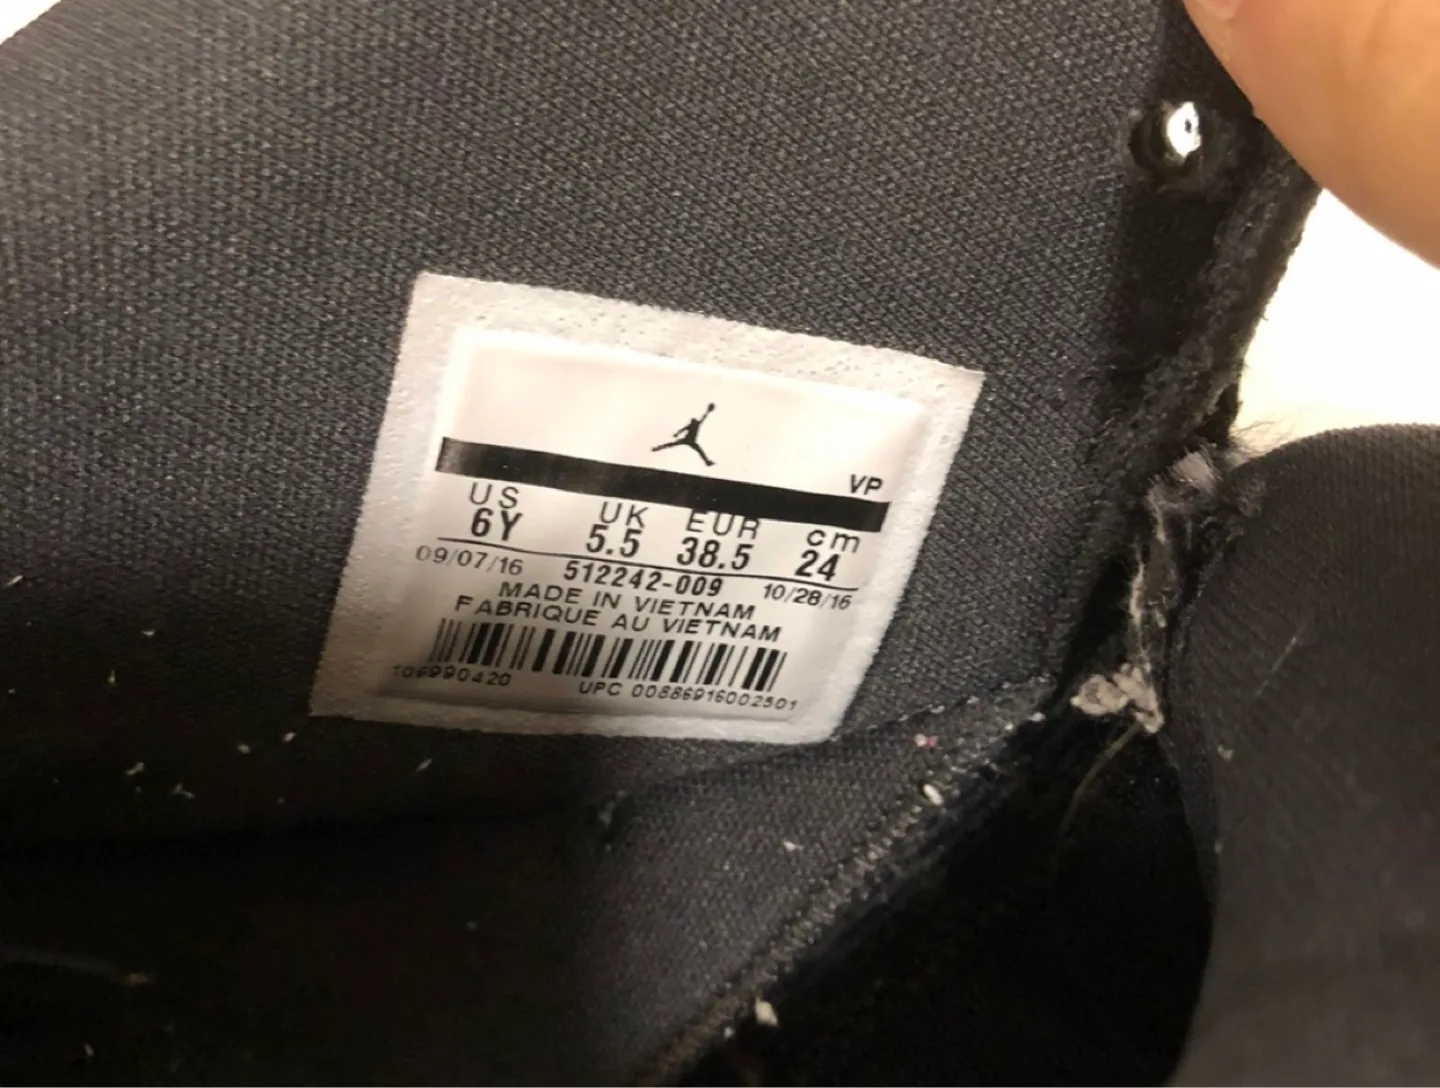 VP
US UK EUR cm
6Y 5.5 38.5 24
09/07/16 512242-009 10/28/16
MADE IN VIETNAM
FABRIQUE AU VIETNAM
106990420
UPC 00886916002501